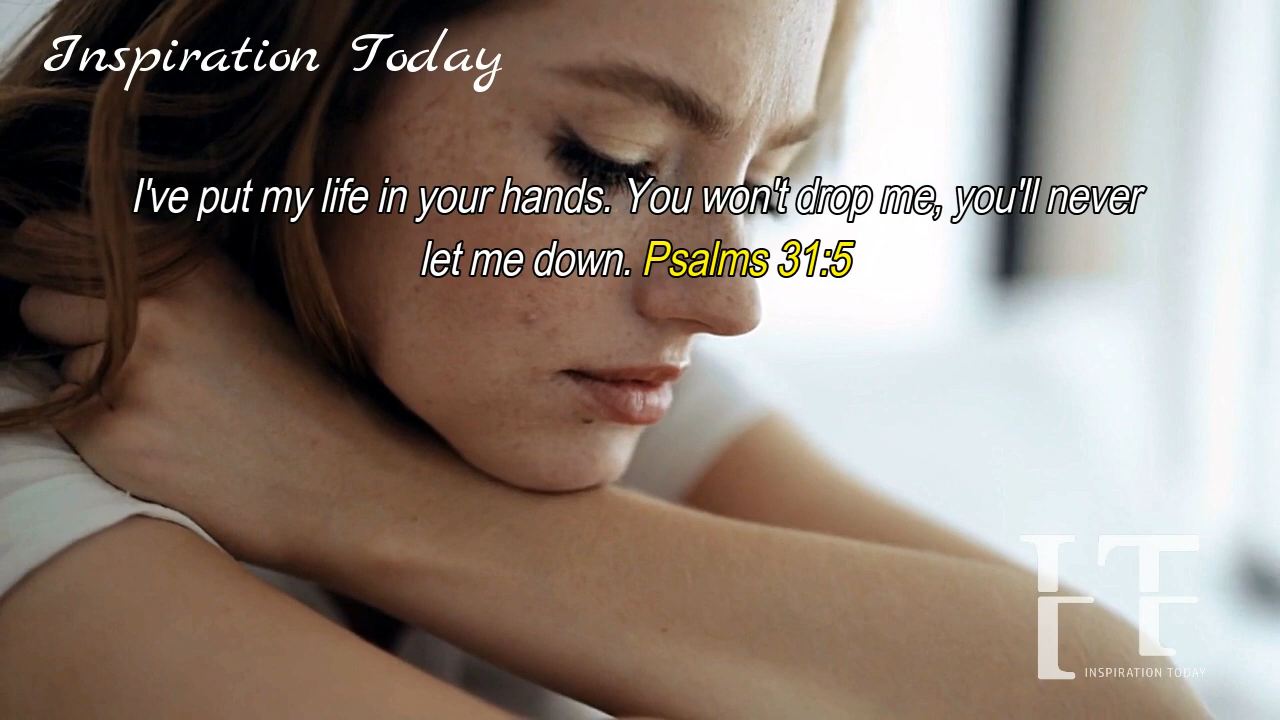 Inspiration Today
I've put my life in your hands. You won't drop me, you'll never
let me down. Psalms 31:5
IT
INSPIRATION TODAY